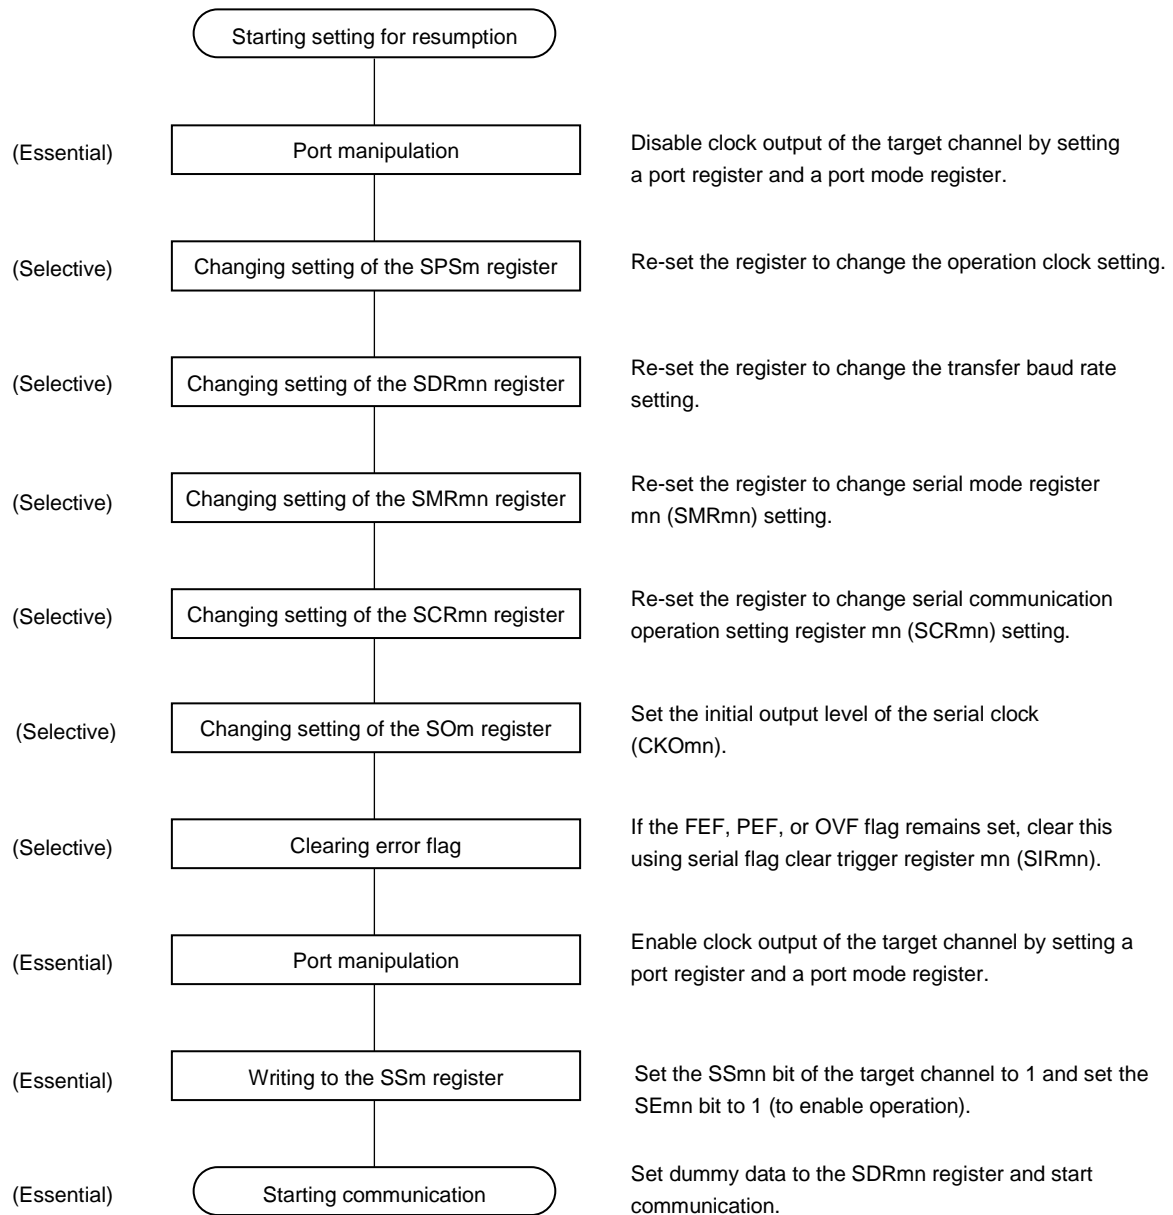 Starting setting for resumption
(Essential)
Port manipulation
Disable clock output of the target channel by setting
a port register and a port mode register.
(Selective)
Changing setting of the SPSm register
Re-set the register to change the operation clock setting.
(Selective)
Changing setting of the SDRmn register
Re-set the register to change the transfer baud rate
setting.
(Selective)
Changing setting of the SMRmn register
Re-set the register to change serial mode register
mn (SMRmn) setting.
(Selective)
Changing setting of the SCRmn register
Re-set the register to change serial communication
operation setting register mn (SCRmn) setting.
(Selective)
Changing setting of the SOm register
Set the initial output level of the serial clock
(CKOmn).
(Selective)
Clearing error flag
If the FEF, PEF, or OVF flag remains set, clear this
using serial flag clear trigger register mn (SIRmn).
(Essential)
Port manipulation
Enable clock output of the target channel by setting a
port register and a port mode register.
(Essential)
Writing to the SSm register
Set the SSmn bit of the target channel to 1 and set the
SEmn bit to 1 (to enable operation).
(Essential)
Starting communication
Set dummy data to the SDRmn register and start
communication.